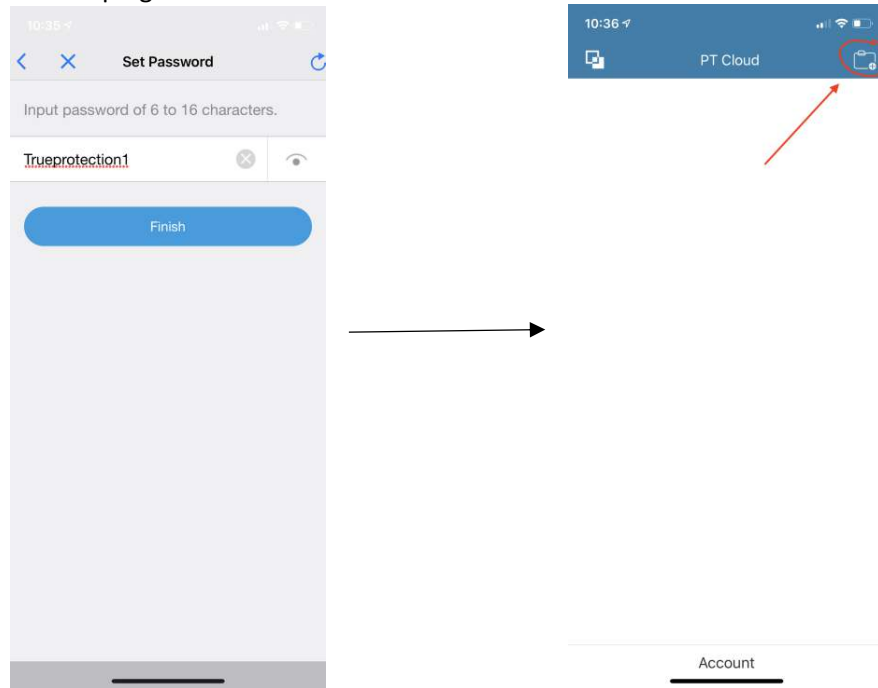 10:35
Set Password
Input password of 6 to 16 characters.
Trueprotection1
Finish
10:36
PT Cloud
Account